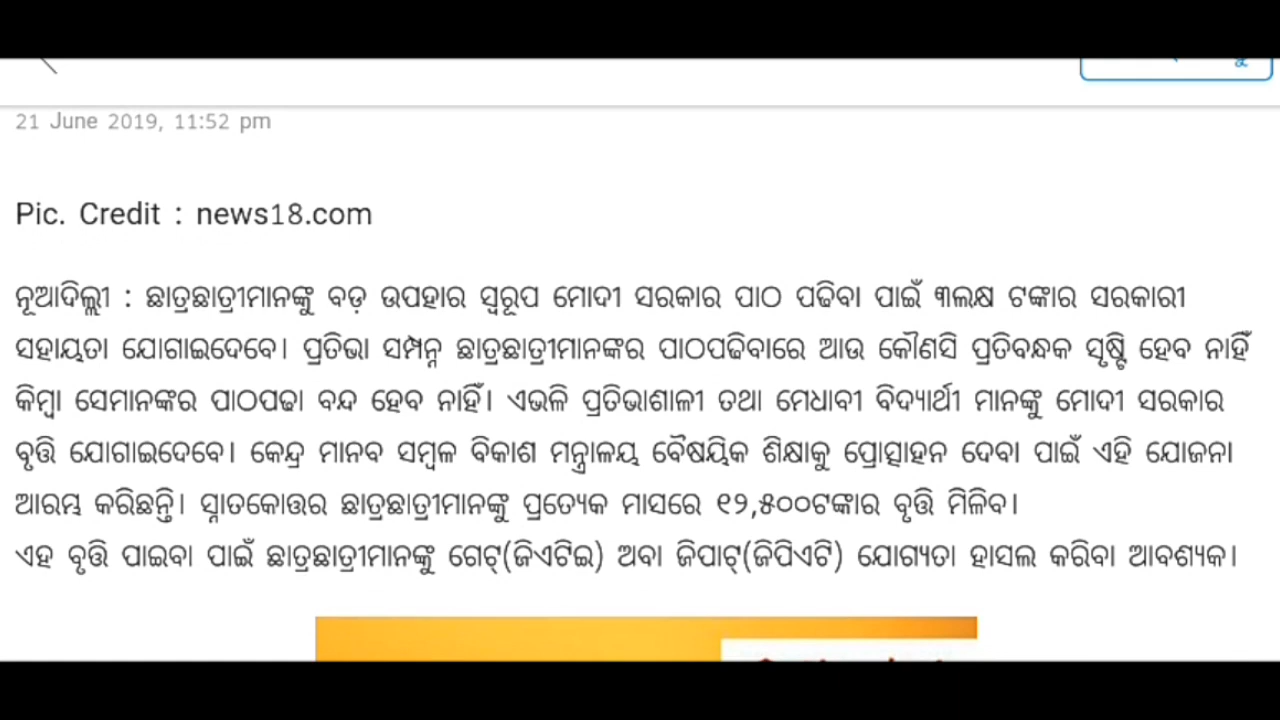 21 June 2019, 11:52 pm
Pic. Credit : news18.com
ନୂଆଦିଲ୍ଲୀ : ଛାତ୍ରଛାତ୍ରୀମାନଙ୍କୁ ବଡ଼ ଉପହାର ସ୍ୱରୂପ ମୋଦୀ ସରକାର ପାଠ ପଢିବା ପାଇଁ ୩ଲକ୍ଷ ଟଙ୍କାର ସରକାରୀ
ସହାୟତା ଯୋଗାଇଦେବେ। ପ୍ରତିଭା ସମ୍ପନ୍ନ ଛାତ୍ରଛାତ୍ରୀମାନଙ୍କର ପାଠପଢିବାରେ ଆଉ କୌଣସି ପ୍ରତିବନ୍ଧକ ସୃଷ୍ଟି ହେବ ନାହିଁ
କିମ୍ବା ସେମାନଙ୍କର ପାଠପଢା ବନ୍ଦ ହେବ ନାହିଁ। ଏଭଳି ପ୍ରତିଭାଶାଳୀ ତଥା ମେଧାବୀ ବିଦ୍ୟାର୍ଥୀ ମାନଙ୍କୁ ମୋଦୀ ସରକାର
ବୃତ୍ତି ଯୋଗାଇଦେବେ। କେନ୍ଦ୍ର ମାନବ ସମ୍ବଳ ବିକାଶ ମନ୍ତ୍ରାଳୟ ବୈଷୟିକ ଶିକ୍ଷାକୁ ପ୍ରୋତ୍ସାହନ ଦେବା ପାଇଁ ଏହି ଯୋଜନା
ଆରମ୍ଭ କରିଛନ୍ତି। ସ୍ନାତକୋତ୍ତର ଛାତ୍ରଛାତ୍ରୀମାନଙ୍କୁ ପ୍ରତ୍ୟେକ ମାସରେ ୧୨,୫୦୦ଟଙ୍କାର ବୃତ୍ତି ମିଳିବ।
ଏହ ବୃତ୍ତି ପାଇବା ପାଇଁ ଛାତ୍ରଛାତ୍ରୀମାନଙ୍କୁ ଗେଟ୍(ଜିଏଟିଇ) ଅବା ଜିପାଟ୍(ଜିପିଏଟି) ଯୋଗ୍ୟତା ହାସଲ କରିବା ଆବଶ୍ୟକ।